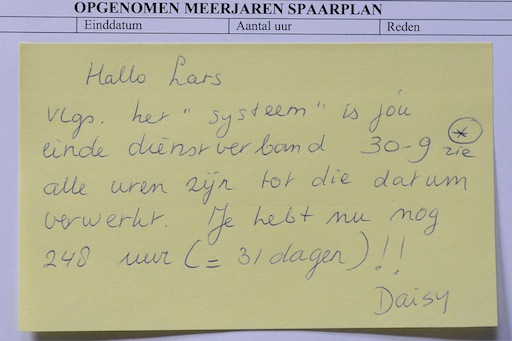 OPGENOMEN MEERJAREN SPAARPLAN
Einddatum Aantal uur Reden
Hallo Lars
vlgs. het "systeem" is jóu
einde dienstverband 30-9 * zie
alle uren zijn tot die datum
verwerkt. Je hebt nu nog
248 uur (= 31 dagen)!!
Daisy